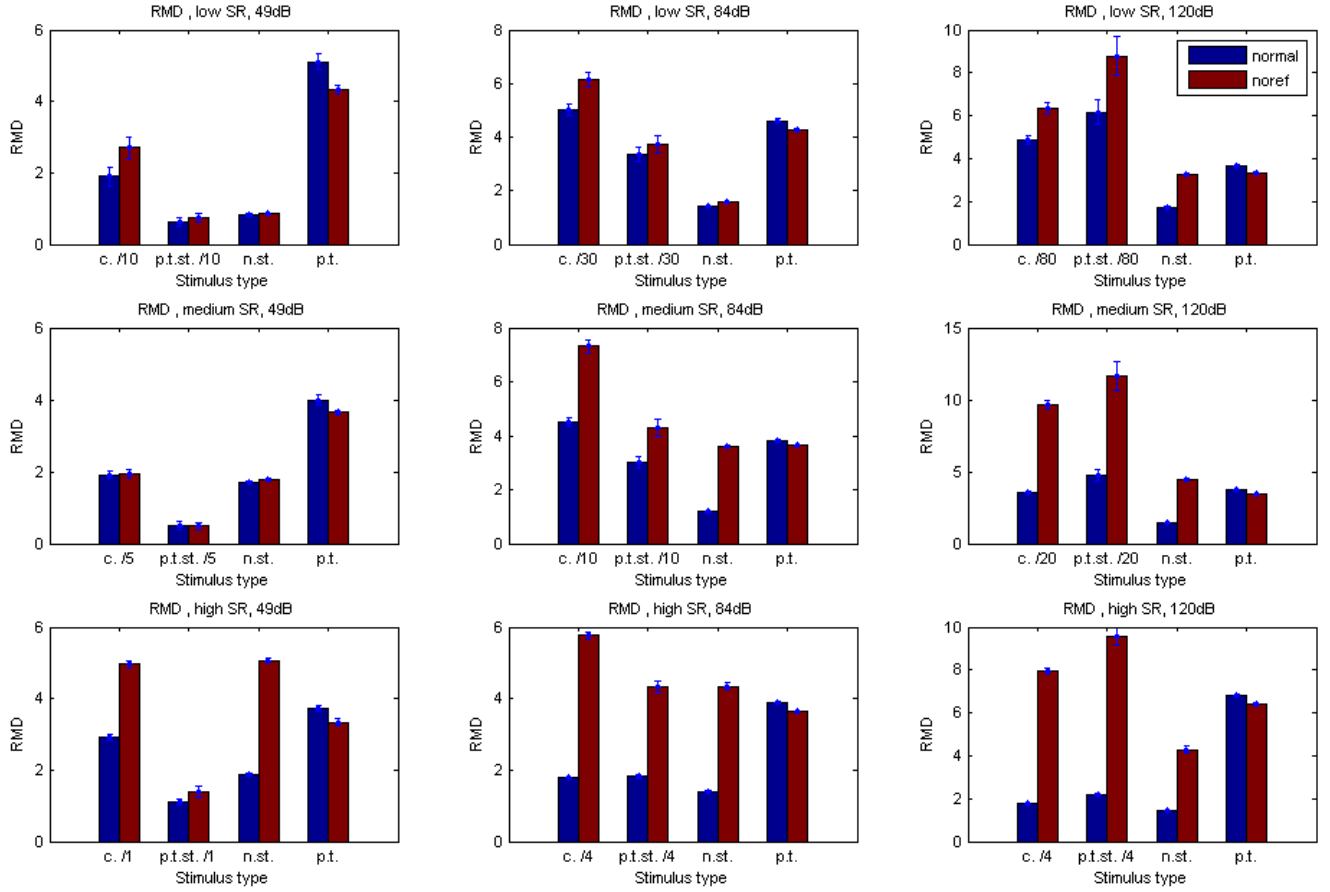 RMD , low SR, 49dB
6
4
2
0
RMD
c. /10 p.t.st. /10 n.st. p.t.
Stimulus type
RMD , low SR, 84dB
8
6
4
2
0
RMD
c. /30 p.t.st. /30 n.st. p.t.
Stimulus type
RMD , low SR, 120dB
10
8
6
4
2
0
RMD
normal
noref
c. /80 p.t.st. /80 n.st. p.t.
Stimulus type
RMD , medium SR, 49dB
6
4
2
0
RMD
c. /5 p.t.st. /5 n.st. p.t.
Stimulus type
RMD , medium SR, 84dB
8
6
4
2
0
RMD
c. /10 p.t.st. /10 n.st. p.t.
Stimulus type
RMD , medium SR, 120dB
15
10
5
0
RMD
c. /20 p.t.st. /20 n.st. p.t.
Stimulus type
RMD , high SR, 49dB
6
4
2
0
RMD
c. /1 p.t.st. /1 n.st. p.t.
Stimulus type
RMD , high SR, 84dB
6
4
2
0
RMD
c. /4 p.t.st. /4 n.st. p.t.
Stimulus type
RMD , high SR, 120dB
10
8
6
4
2
0
RMD
c. /4 p.t.st. /4 n.st. p.t.
Stimulus type